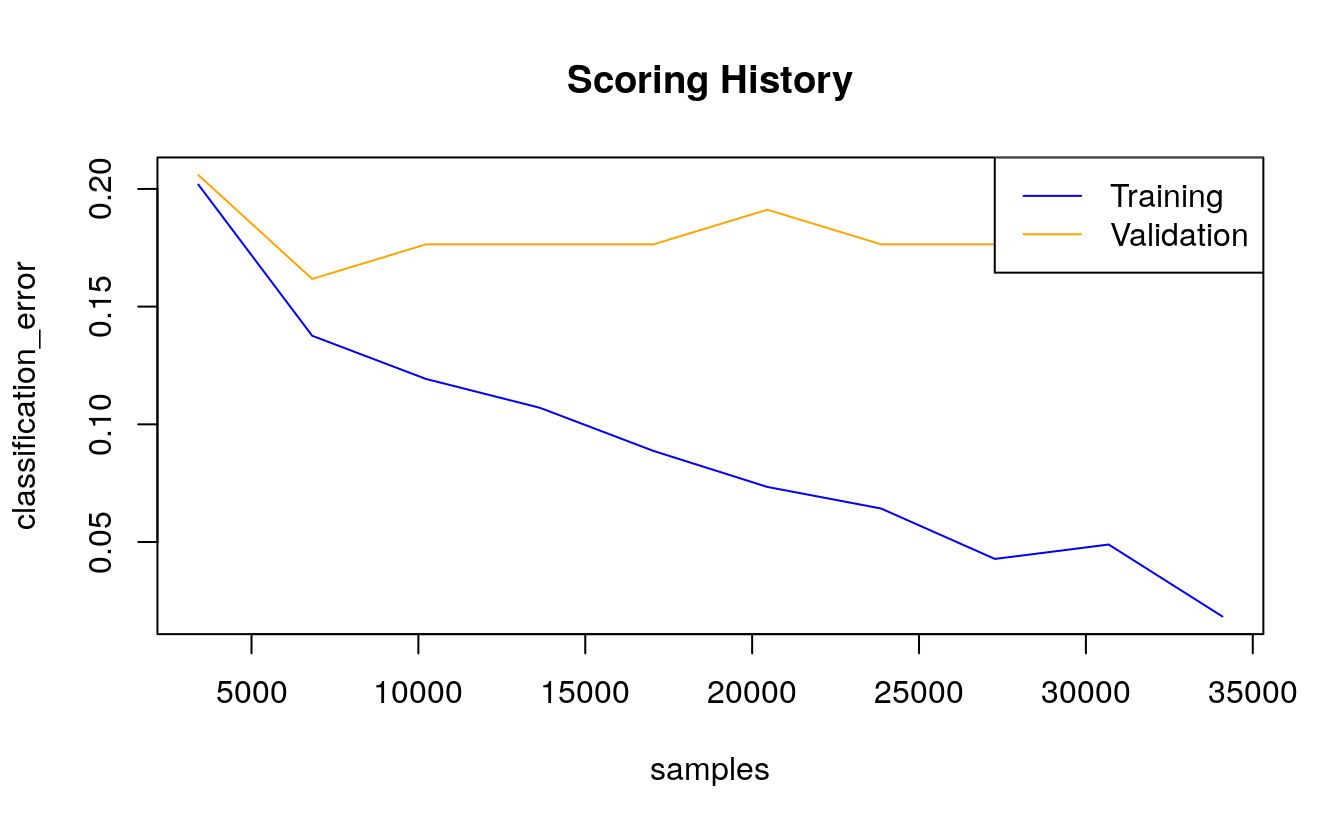 Scoring History
Training
Validation
classification_error
0.20
0.15
0.10
0.05
5000 10000 15000 20000 25000 30000 35000
samples